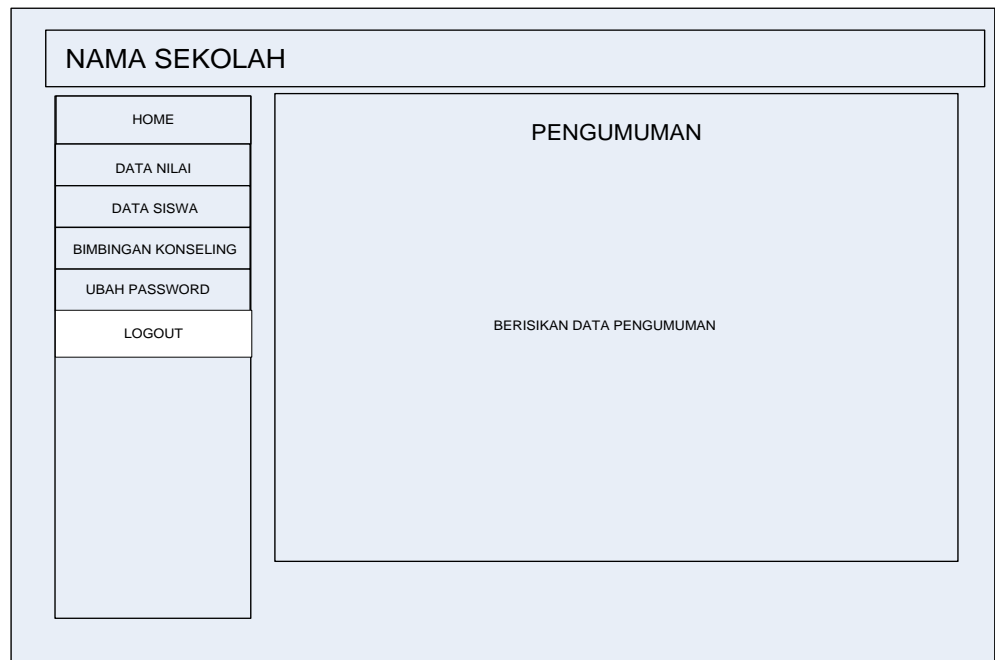 NAMA SEKOLAH
HOME
DATA NILAI
DATA SISWA
BIMBINGAN KONSELING
UBAH PASSWORD
LOGOUT
PENGUMUMAN
BERISIKAN DATA PENGUMUMAN